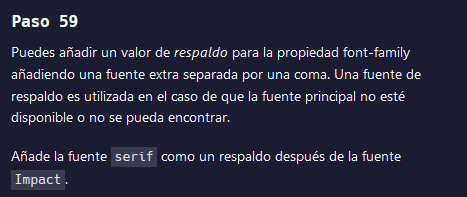 Paso 59
Puedes añadir un valor de respaldo para la propiedad font-family
añadiendo una fuente extra separada por una coma. Una fuente de
respaldo es utilizada en el caso de que la fuente principal no esté
disponible o no se pueda encontrar.
Añade la fuente serif como un respaldo después de la fuente
Impact.